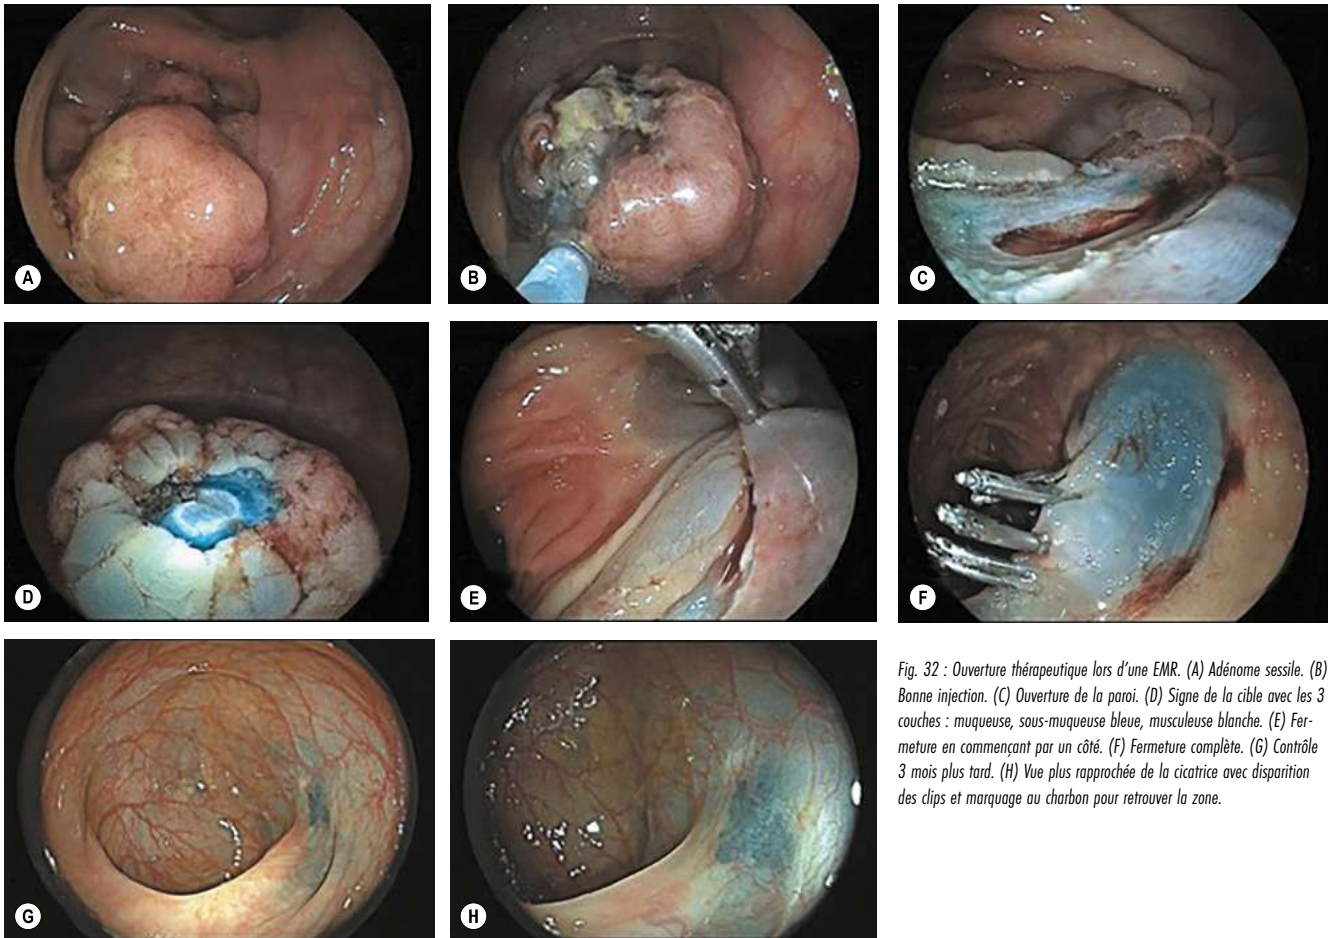 A
B
C
D
E
F
G
H
Fig. 32 : Ouverture thérapeutique lors d'une EMR. (A) Adénome sessile. (B)
Bonne injection. (C) Ouverture de la paroi. (D) Signe de la cible avec les 3
couches : muqueuse, sous-muqueuse bleue, musculeuse blanche. (E) Fer-
meture en commençant par un côté. (F) Fermeture complète. (G) Contrôle
3 mois plus tard. (H) Vue plus rapprochée de la cicatrice avec disparition
des clips et marquage au charbon pour retrouver la zone.